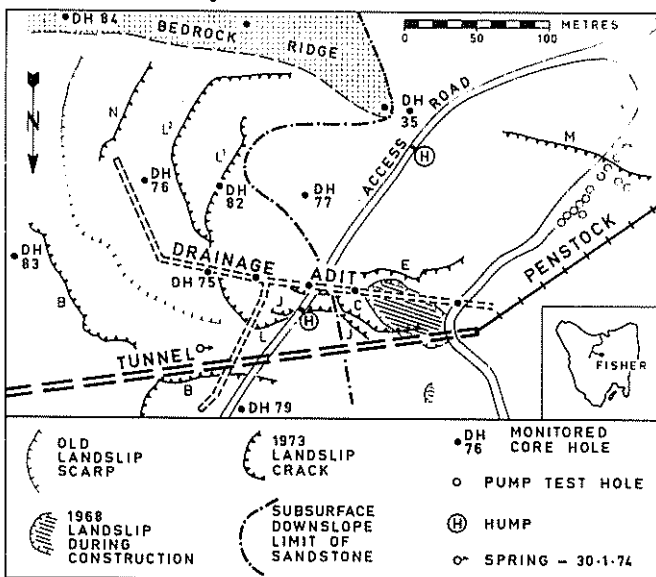 DH 84
BEDROCK
RIDGE
METRES
0 50 100
N
DH
35
ACCESS ROAD
H
M
N
L²
L¹
DH
76
DH
82
DH
77
DH
83
B
DRAINAGE ADIT
DH 75
E
PENSTOCK
J
C
L
H
J
TUNNEL
B
DH 79
FISHER
OLD
LANDSLIP
SCARP
1973
LANDSLIP
CRACK
DH
76
MONITORED
CORE HOLE
PUMP TEST HOLE
1968
LANDSLIP
DURING
CONSTRUCTION
SUBSURFACE
DOWNSLOPE
LIMIT OF
SANDSTONE
H HUMP
SPRING – 30·1·74